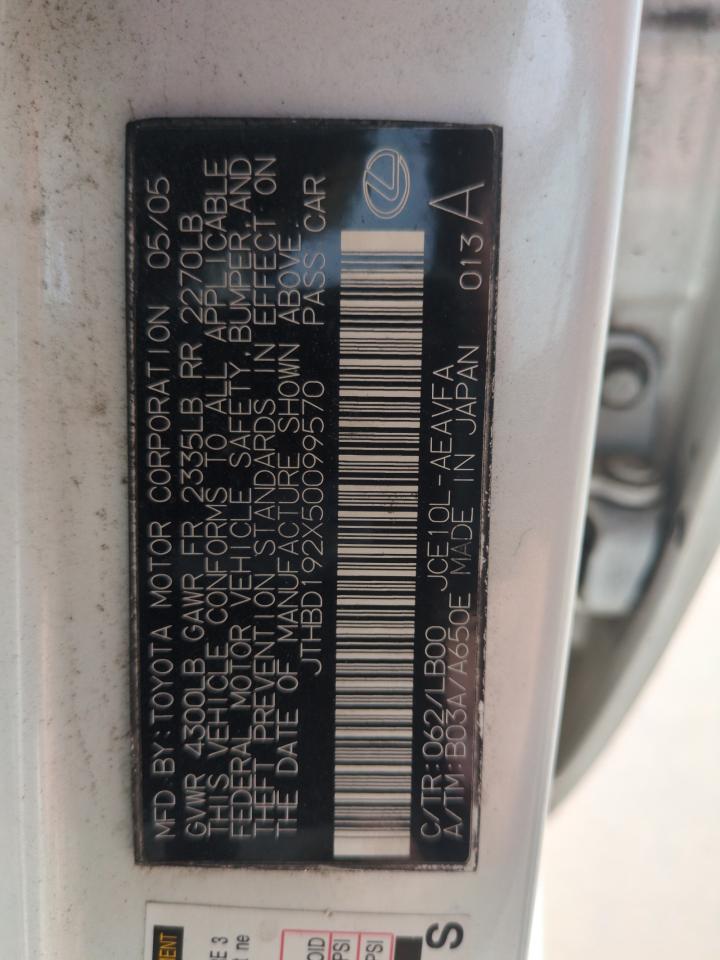 MFD. BY: TOYOTA MOTOR CORPORATION 05/05
GVWR 4300LB GAWR FR 2335LB RR 2270LB
THIS VEHICLE CONFORMS TO ALL APPLICABLE
FEDERAL MOTOR VEHICLE SAFETY, BUMPER, AND
THEFT PREVENTION STANDARDS IN EFFECT ON
THE DATE OF MANUFACTURE SHOWN ABOVE.
JTHBD192X50099570 PASS CAR
C/TR: 062/LB00 JCE10L-AEAVFA 013 A
A/TM: B03A/A650E MADE IN JAPAN
PSI
PSI
S